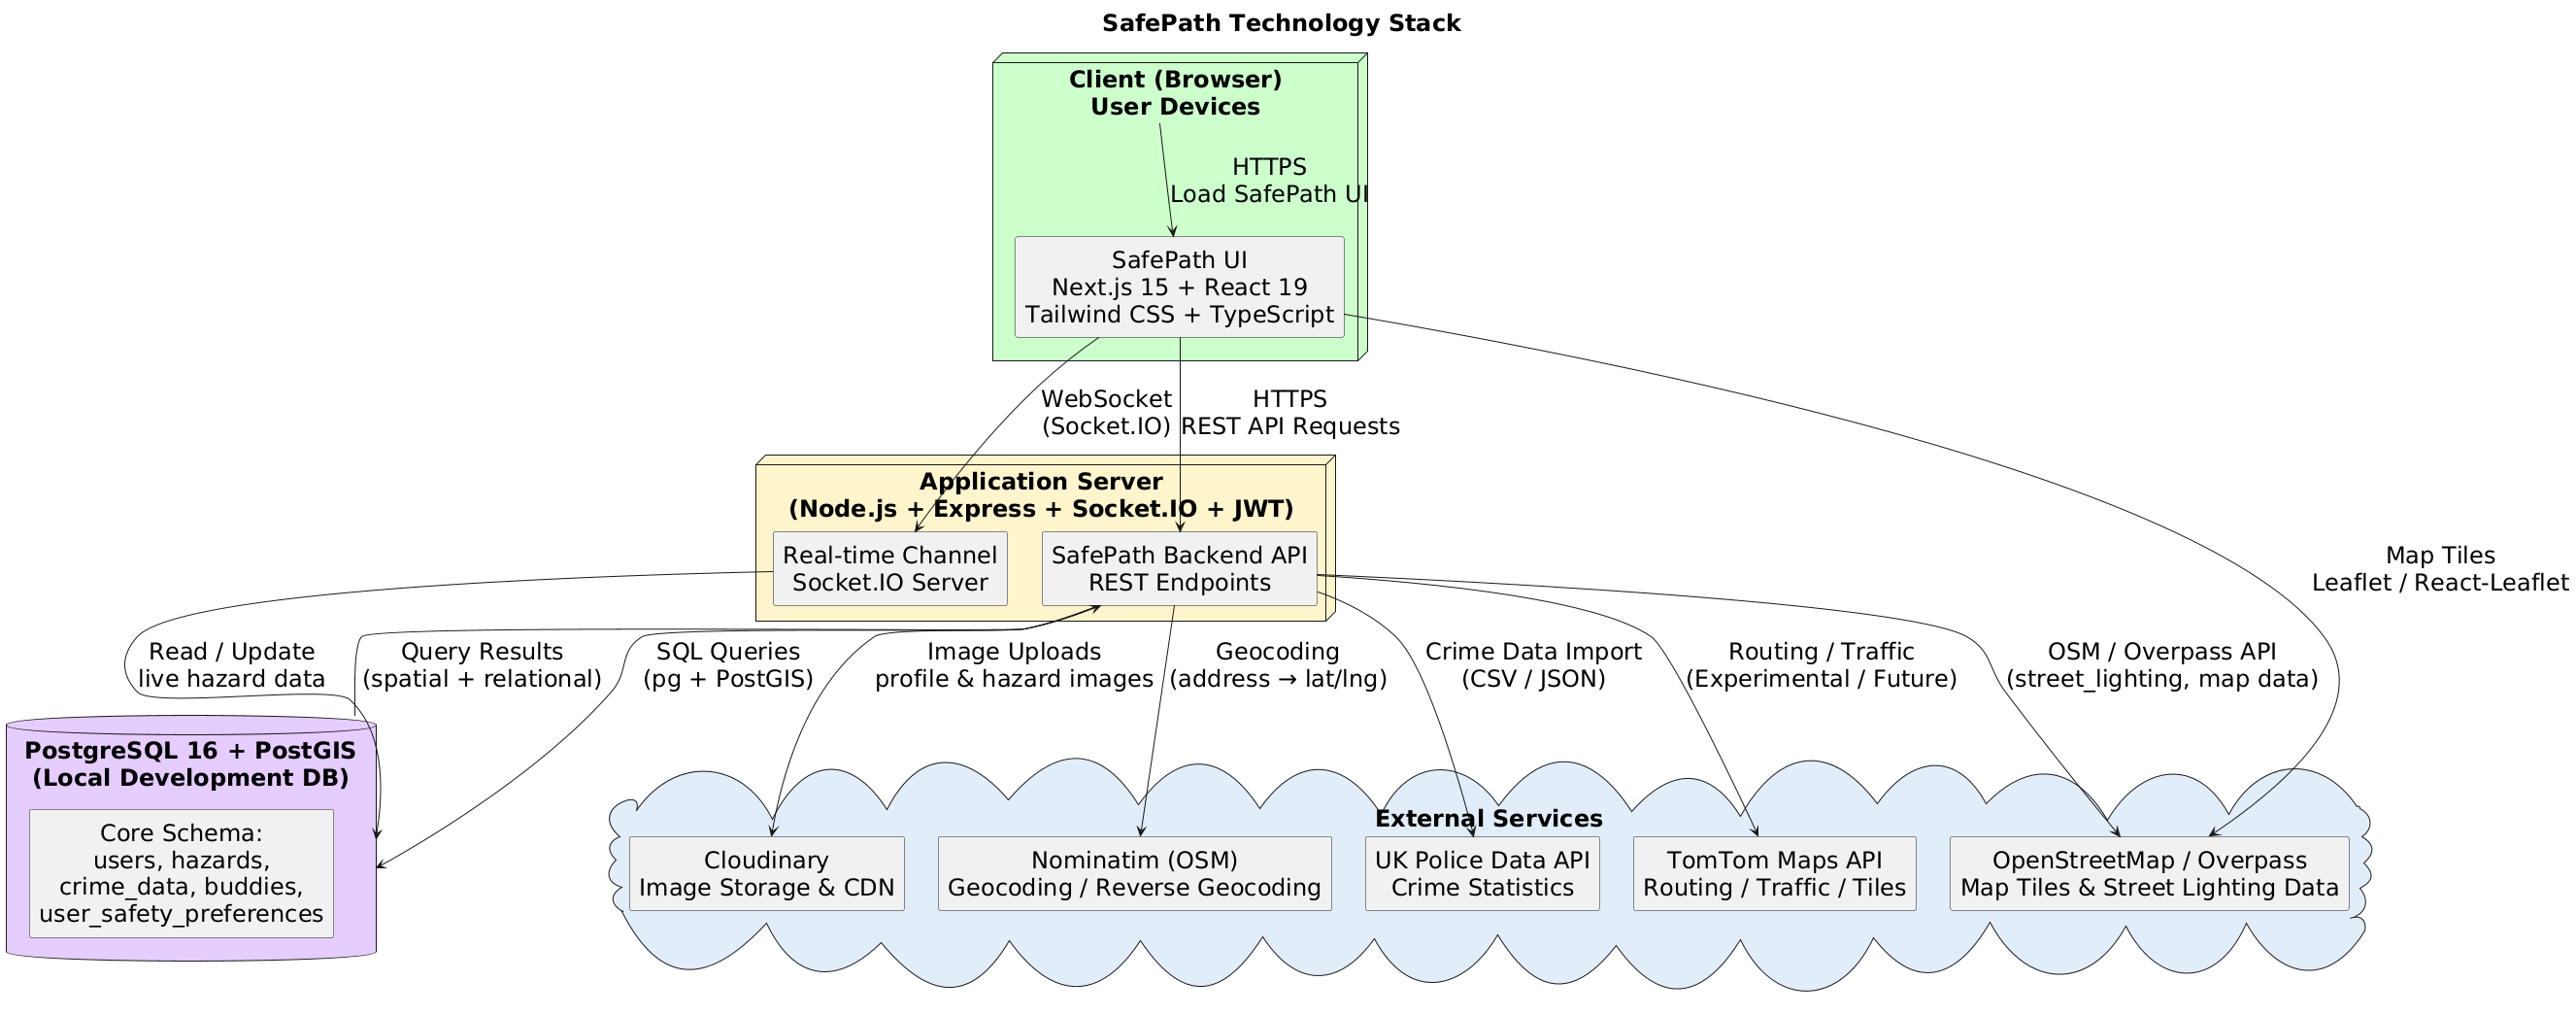 SafePath Technology Stack
Client (Browser)
User Devices
HTTPS
Load SafePath UI
SafePath UI
Next.js 15 + React 19
Tailwind CSS + TypeScript
WebSocket
(Socket.IO)
HTTPS
REST API Requests
Application Server
(Node.js + Express + Socket.IO + JWT)
Real-time Channel
Socket.IO Server
SafePath Backend API
REST Endpoints
Map Tiles
Leaflet / React-Leaflet
Read / Update
live hazard data
Query Results
(spatial + relational)
SQL Queries
(pg + PostGIS)
Image Uploads
profile & hazard images
Geocoding
(address → lat/lng)
Crime Data Import
(CSV / JSON)
Routing / Traffic
(Experimental / Future)
OSM / Overpass API
(street_lighting, map data)
PostgreSQL 16 + PostGIS
(Local Development DB)
Core Schema:
users, hazards,
crime_data, buddies,
user_safety_preferences
External Services
Cloudinary
Image Storage & CDN
Nominatim (OSM)
Geocoding / Reverse Geocoding
UK Police Data API
Crime Statistics
TomTom Maps API
Routing / Traffic / Tiles
OpenStreetMap / Overpass
Map Tiles & Street Lighting Data